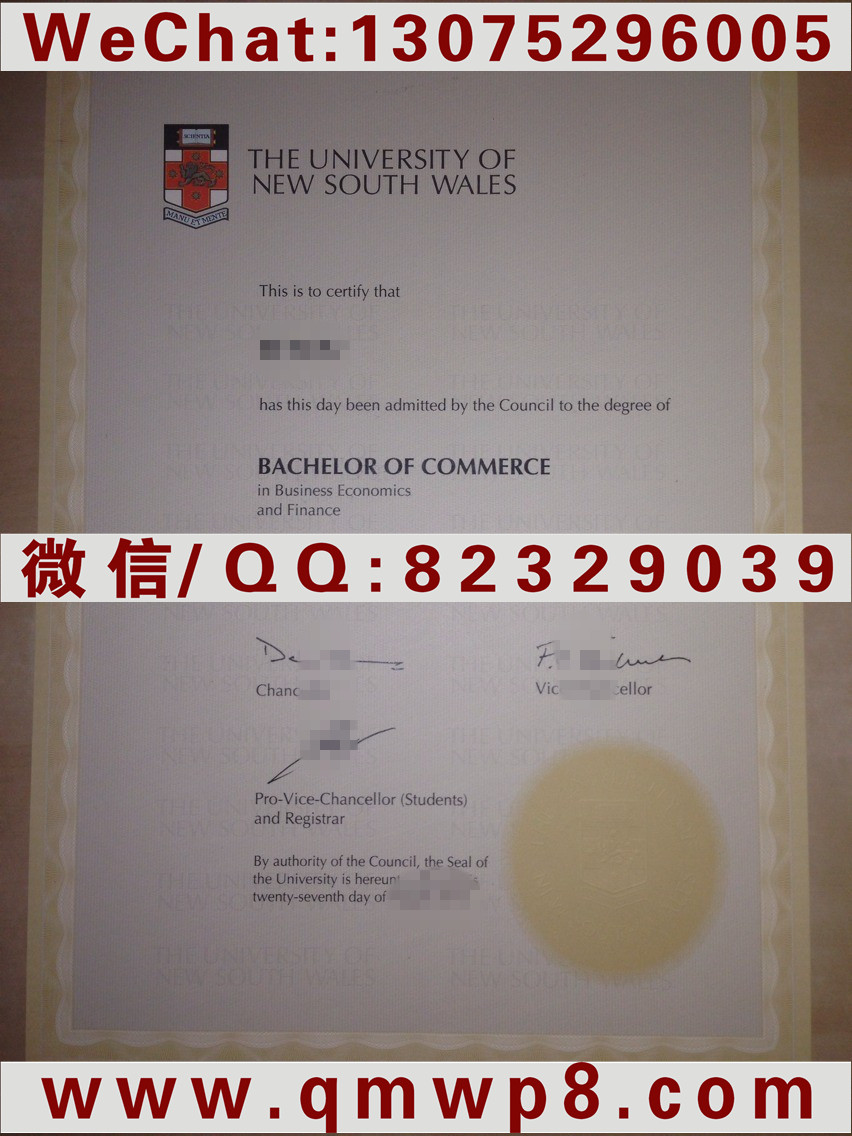 WeChat:13075296005
SCIENTIA
MANU ET MENTE
THE UNIVERSITY OF
NEW SOUTH WALES
This is to certify that
has this day been admitted by the Council to the degree of
BACHELOR OF COMMERCE
in Business Economics
and Finance
微信/QQ:82329039
Pro-Vice-Chancellor (Students)
and Registrar
By authority of the Council, the Seal of
the University is
twenty-seventh day of
www.qmwp8.com